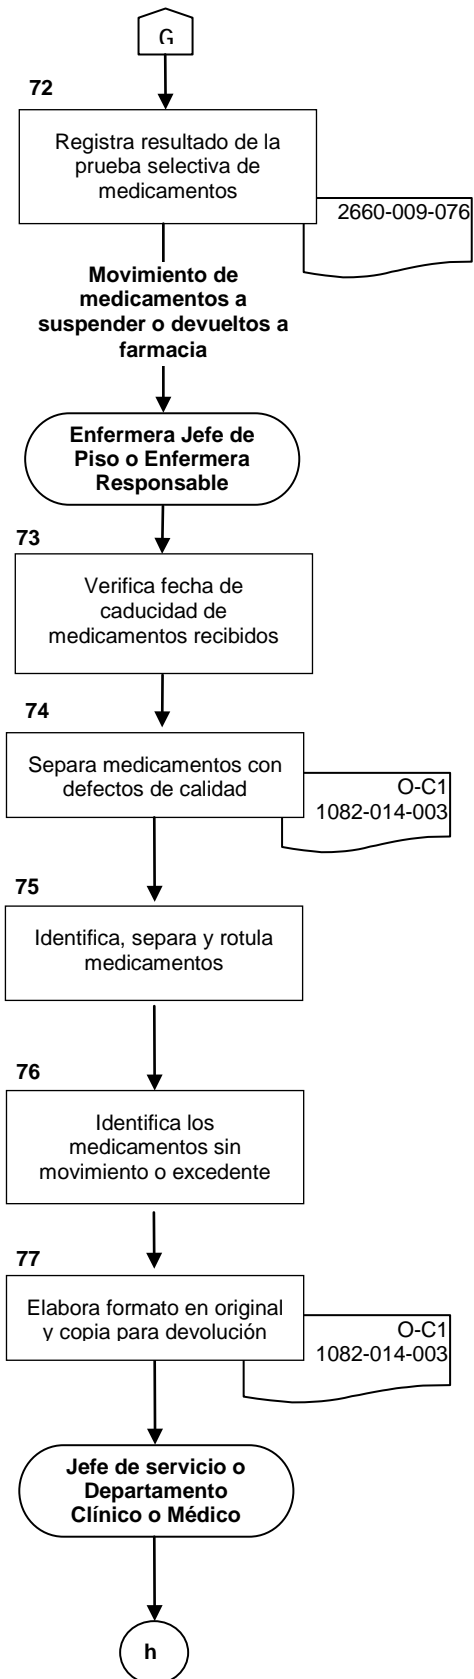 G
72
Registra resultado de la
prueba selectiva de
medicamentos
2660-009-076
Movimiento de
medicamentos a
suspender o devueltos a
farmacia
Enfermera Jefe de
Piso o Enfermera
Responsable
73
Verifica fecha de
caducidad de
medicamentos recibidos
74
Separa medicamentos con
defectos de calidad
O-C1
1082-014-003
75
Identifica, separa y rotula
medicamentos
76
Identifica los
medicamentos sin
movimiento o excedente
77
Elabora formato en original
y copia para devolución
O-C1
1082-014-003
Jefe de servicio o
Departamento
Clínico o Médico
h